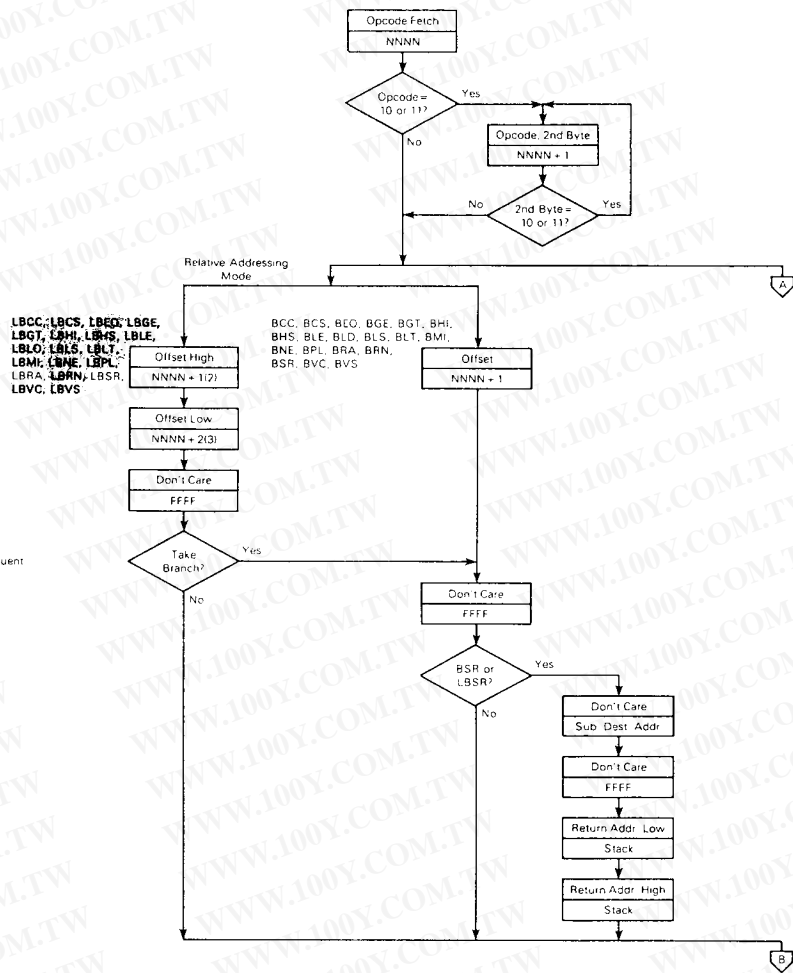 Opcode Fetch
NNNN
Opcode =
10 or 11?
Yes
No
Opcode, 2nd Byte
NNNN + 1
2nd Byte =
10 or 11?
No
Yes
A
Relative Addressing
Mode
LBCC, LBCS, LBEQ, LBGE,
LBGT, LBHI, LBHS, LBLE,
LBLO, LBLS, LBLT,
LBMI, LBNE, LBPL,
LBRA, LBRN, LBSR,
LBVC, LBVS
BCC, BCS, BEQ, BGE, BGT, BHI,
BHS, BLE, BLO, BLS, BLT, BMI,
BNE, BPL, BRA, BRN,
BSR, BVC, BVS
Offset High
NNNN + 1(2)
Offset
NNNN + 1
Offset Low
NNNN + 2(3)
Don't Care
FFFF
uent
Take
Branch?
Yes
No
Don't Care
FFFF
BSR or
LBSR?
Yes
No
Don't Care
Sub Dest Addr
Don't Care
FFFF
Return Addr Low
Stack
Return Addr High
Stack
B
WWW.100Y.COM.TW